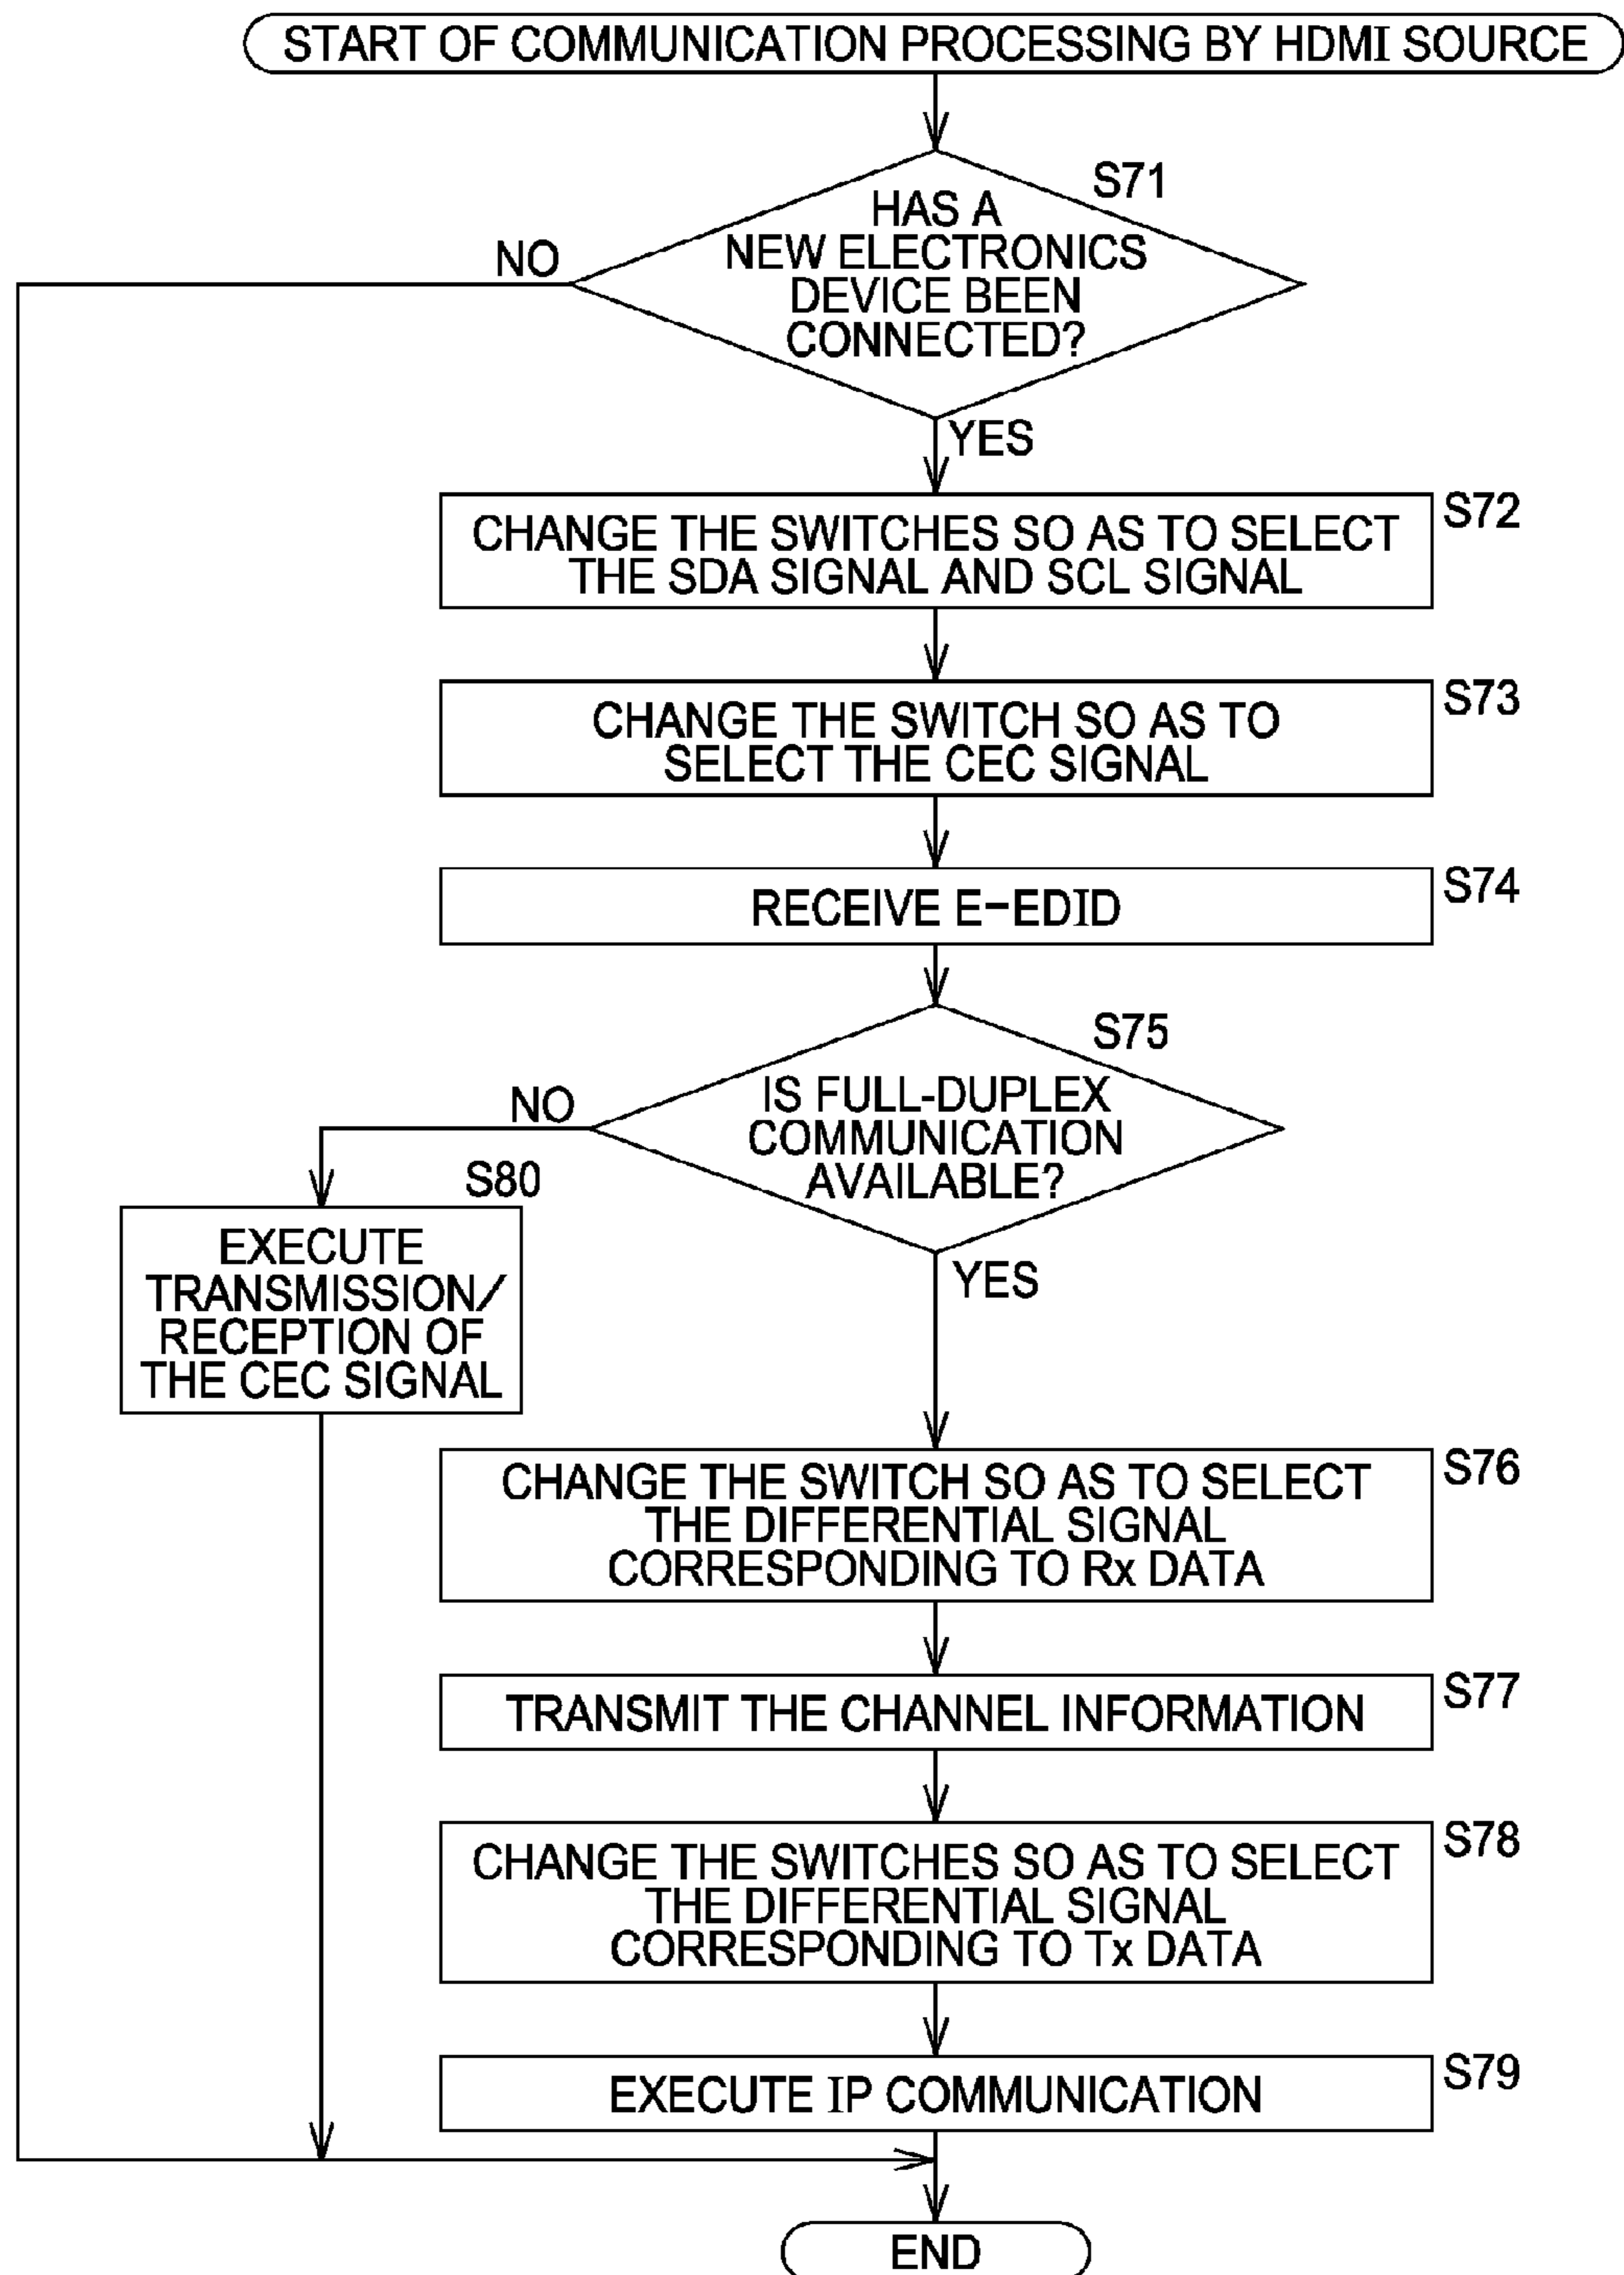 START OF COMMUNICATION PROCESSING BY HDMI SOURCE
S71
HAS A
NEW ELECTRONICS
DEVICE BEEN
CONNECTED?
NO
YES
S72
CHANGE THE SWITCHES SO AS TO SELECT
THE SDA SIGNAL AND SCL SIGNAL
S73
CHANGE THE SWITCH SO AS TO
SELECT THE CEC SIGNAL
S74
RECEIVE E-EDID
S75
IS FULL-DUPLEX
COMMUNICATION
AVAILABLE?
NO
YES
S80
EXECUTE
TRANSMISSION/
RECEPTION OF
THE CEC SIGNAL
S76
CHANGE THE SWITCH SO AS TO SELECT
THE DIFFERENTIAL SIGNAL
CORRESPONDING TO Rx DATA
S77
TRANSMIT THE CHANNEL INFORMATION
S78
CHANGE THE SWITCHES SO AS TO SELECT
THE DIFFERENTIAL SIGNAL
CORRESPONDING TO Tx DATA
S79
EXECUTE IP COMMUNICATION
END